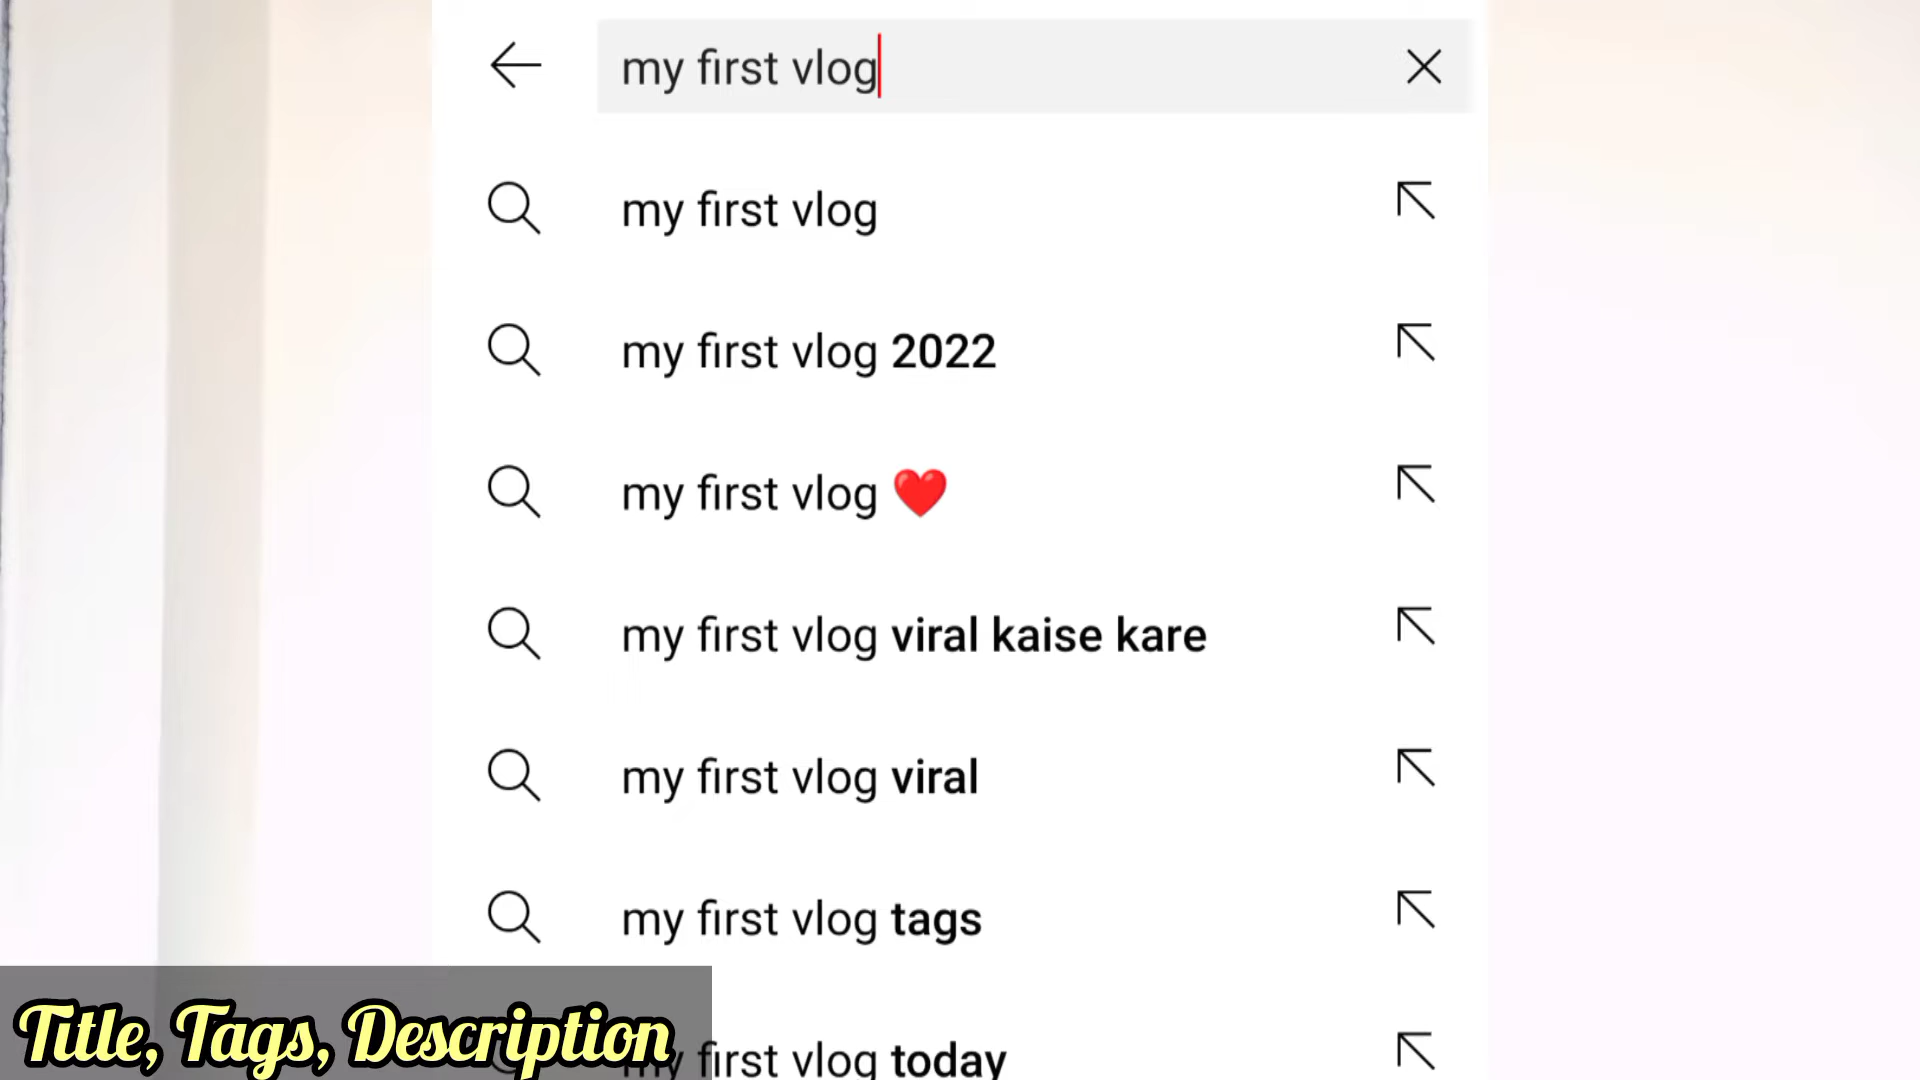 my first vlog
my first vlog
my first vlog 2022
my first vlog ❤️
my first vlog viral kaise kare
my first vlog viral
my first vlog tags
my first vlog today
Title, Tags, Description